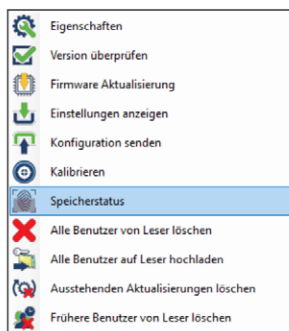 Eigenschaften
Version überprüfen
Firmware Aktualisierung
Einstellungen anzeigen
Konfiguration senden
Kalibrieren
Speicherstatus
Alle Benutzer von Leser löschen
Alle Benutzer auf Leser hochladen
Ausstehenden Aktualisierungen löschen
Frühere Benutzer von Leser löschen